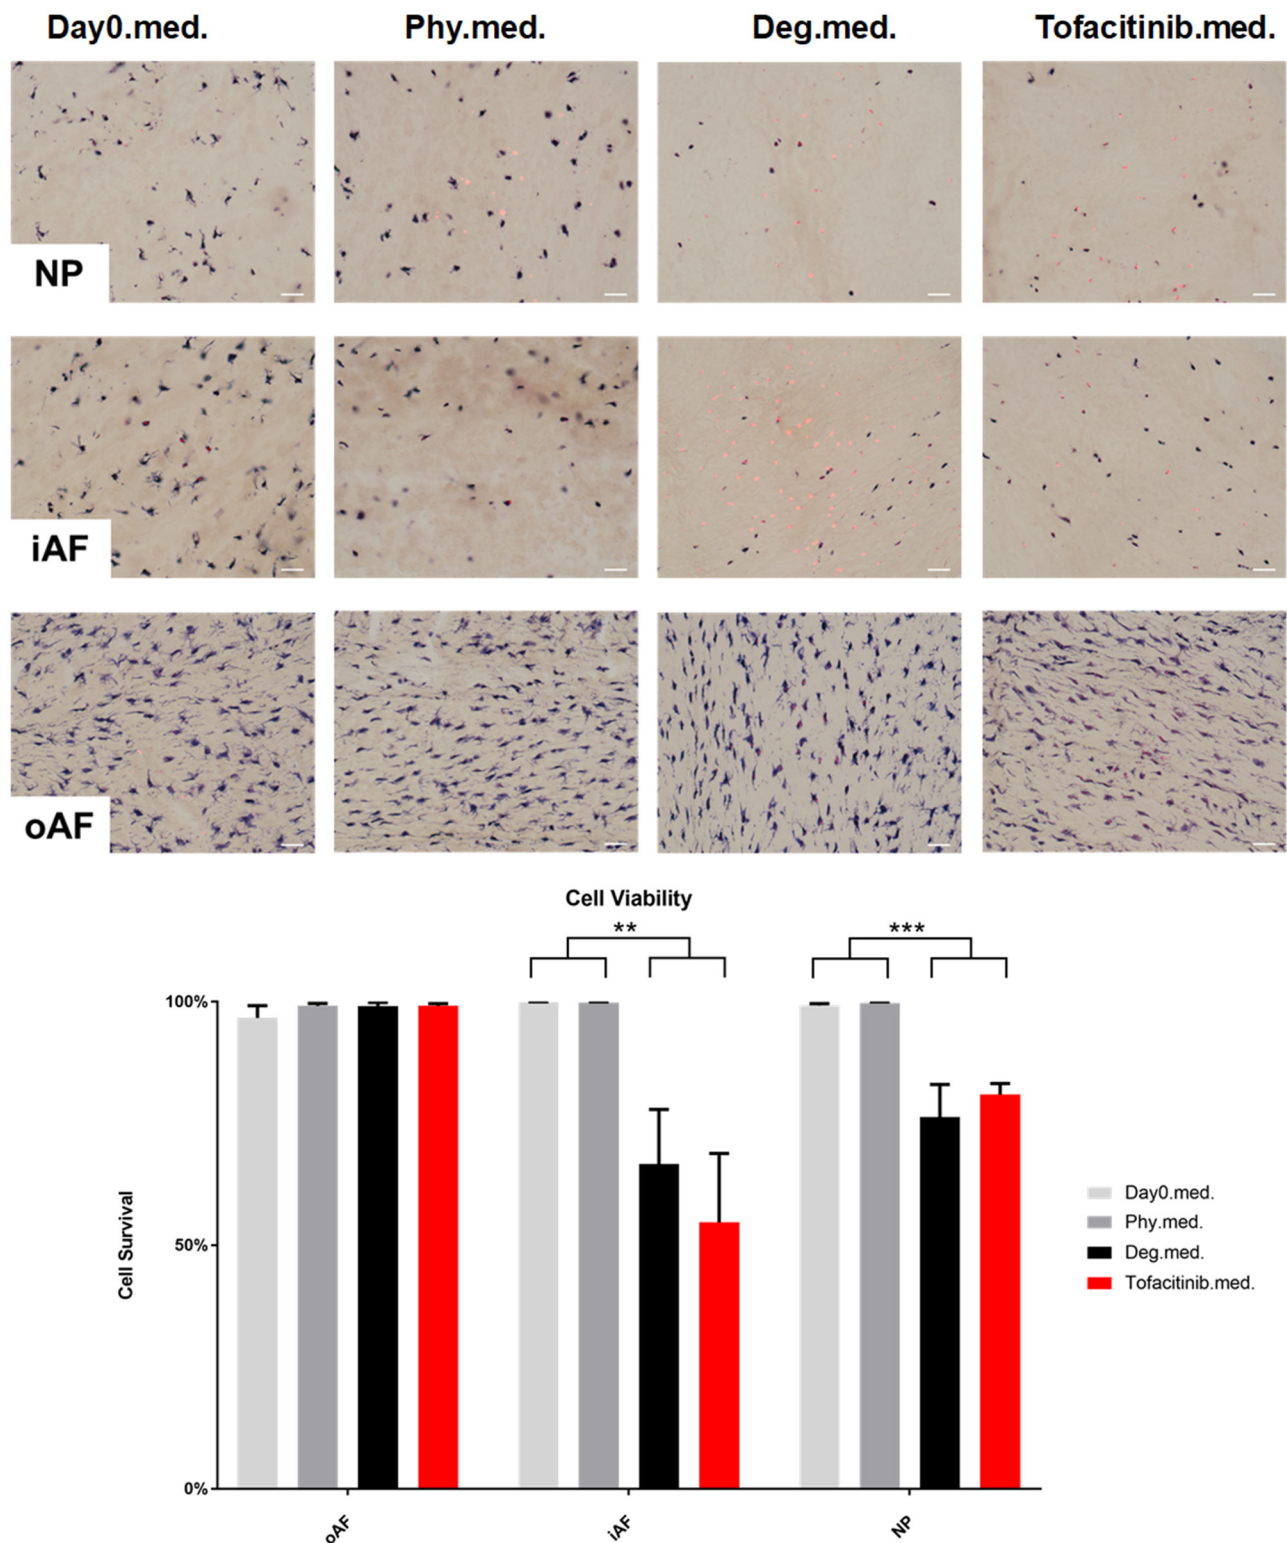 Day0.med. Phy.med. Deg.med. Tofacitinib.med.
NP
iAF
oAF
Cell Viability
** ***
100%
50%
0%
Cell Survival
oAF iAF NP
Day0.med.
Phy.med.
Deg.med.
Tofacitinib.med.